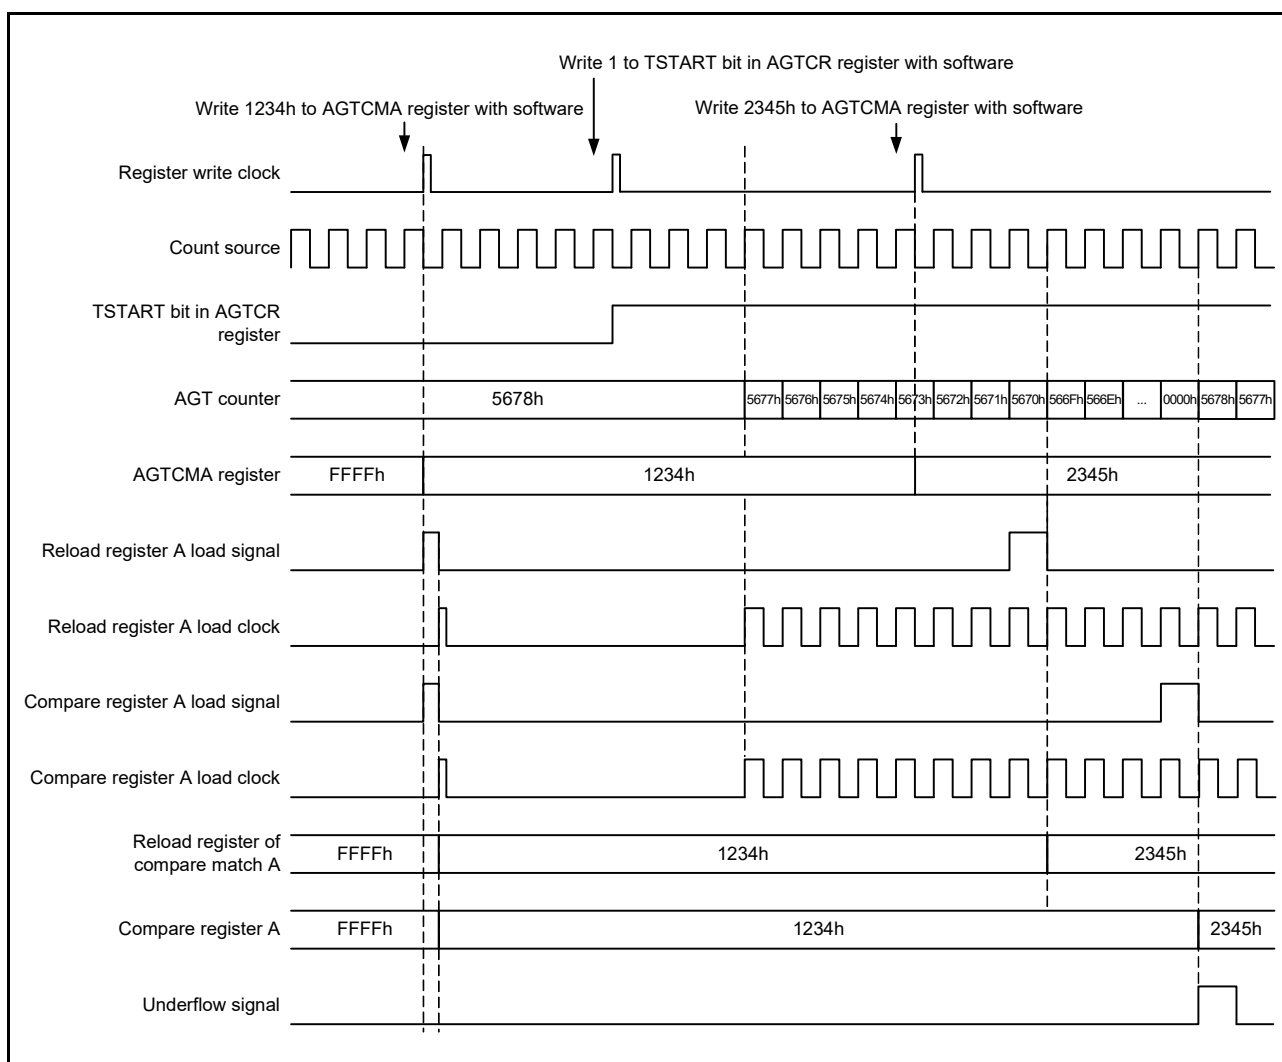 Write 1 to TSTART bit in AGTCR register with software
Write 1234h to AGTCMA register with software
Write 2345h to AGTCMA register with software
Register write clock
Count source
TSTART bit in AGTCR
register
AGT counter
5678h
5677h 5676h 5675h 5674h 5673h 5672h 5671h 5670h 566Fh 566Eh ... 0000h 5678h 5677h
AGTCMA register
FFFFh
1234h
2345h
Reload register A load signal
Reload register A load clock
Compare register A load signal
Compare register A load clock
Reload register of
compare match A
FFFFh
1234h
2345h
Compare register A
FFFFh
1234h
2345h
Underflow signal